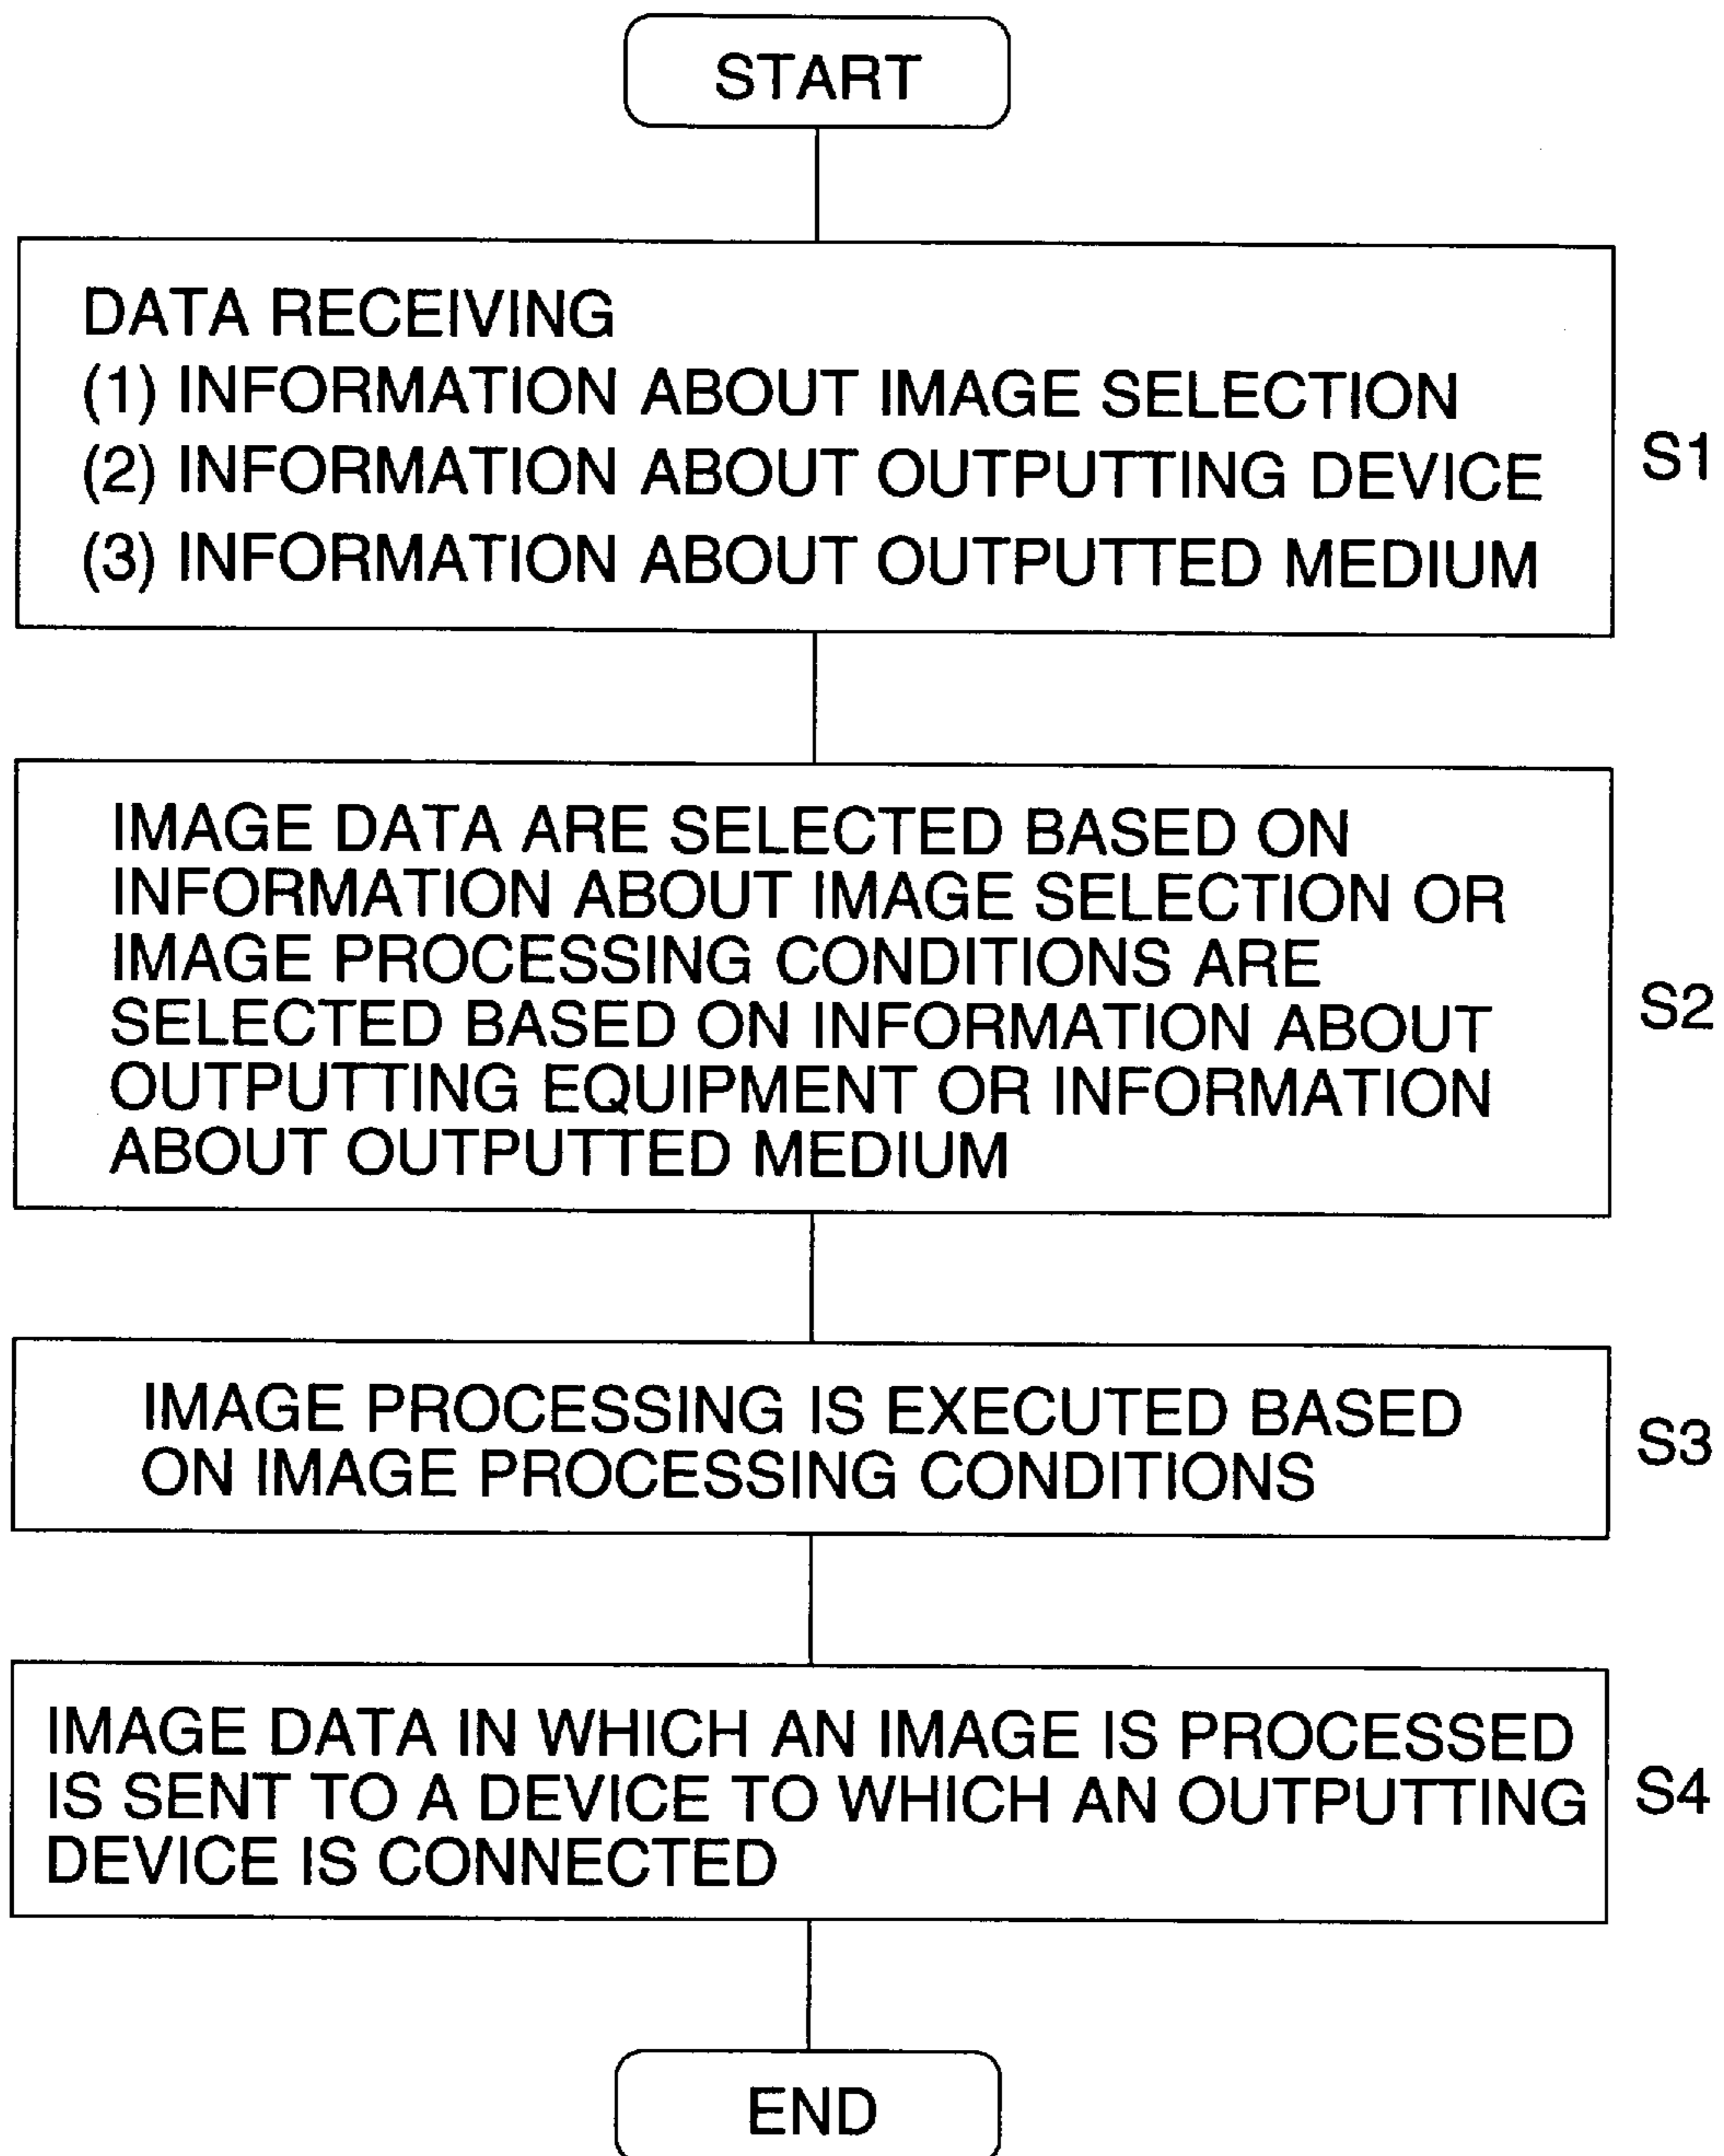 START
DATA RECEIVING
(1) INFORMATION ABOUT IMAGE SELECTION
(2) INFORMATION ABOUT OUTPUTTING DEVICE
(3) INFORMATION ABOUT OUTPUTTED MEDIUM
S1
IMAGE DATA ARE SELECTED BASED ON
INFORMATION ABOUT IMAGE SELECTION OR
IMAGE PROCESSING CONDITIONS ARE
SELECTED BASED ON INFORMATION ABOUT
OUTPUTTING EQUIPMENT OR INFORMATION
ABOUT OUTPUTTED MEDIUM
S2
IMAGE PROCESSING IS EXECUTED BASED
ON IMAGE PROCESSING CONDITIONS
S3
IMAGE DATA IN WHICH AN IMAGE IS PROCESSED
IS SENT TO A DEVICE TO WHICH AN OUTPUTTING
DEVICE IS CONNECTED
S4
END